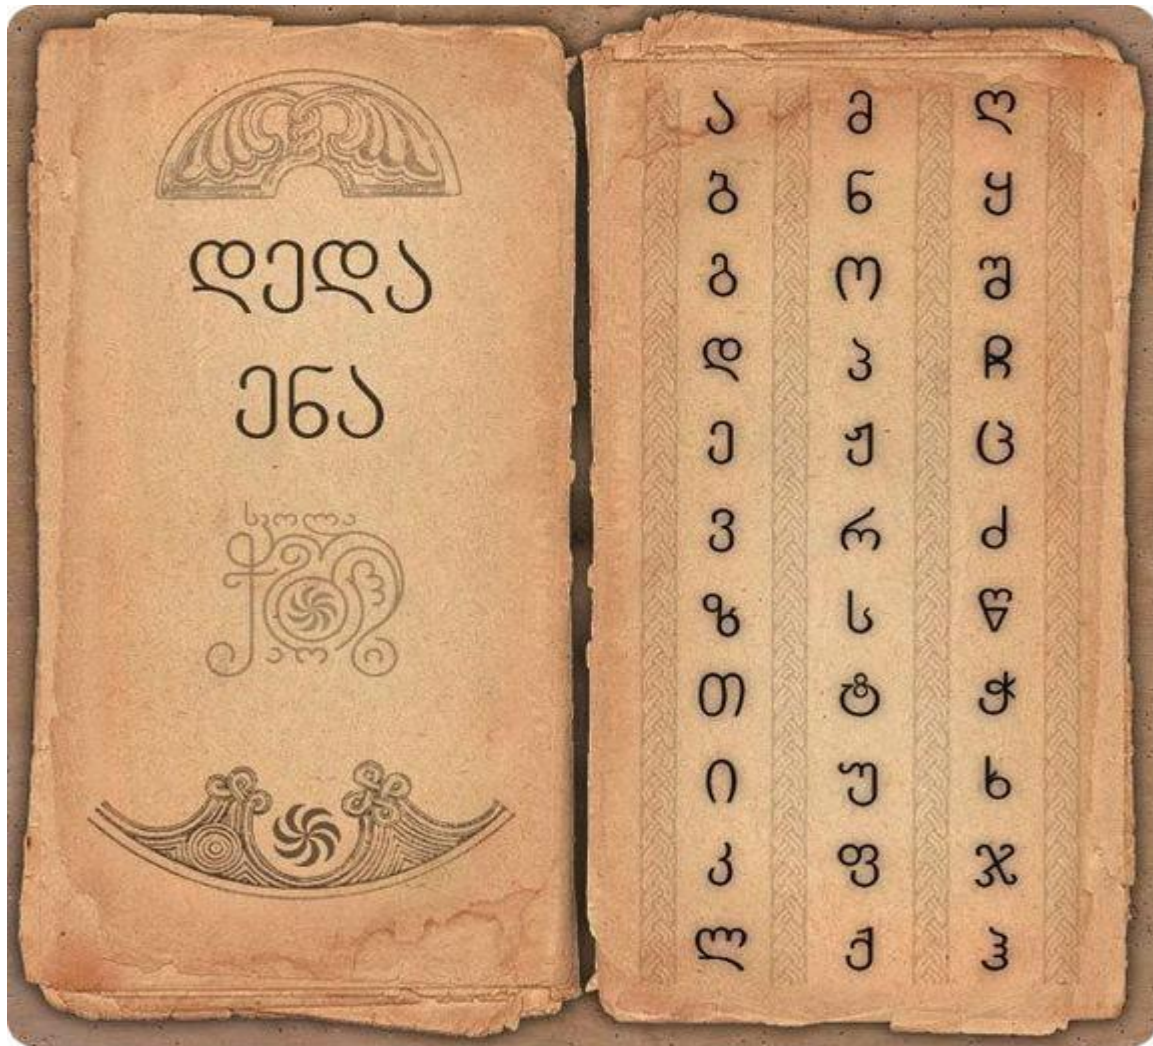 დედა
ენა
სკოლა
ა მ ღ
ბ ნ ყ
გ ო შ
დ პ ჩ
ე ჟ ც
ვ რ ძ
ზ ს წ
თ ტ ჭ
ი უ ხ
კ ფ ჯ
ლ ქ ჰ